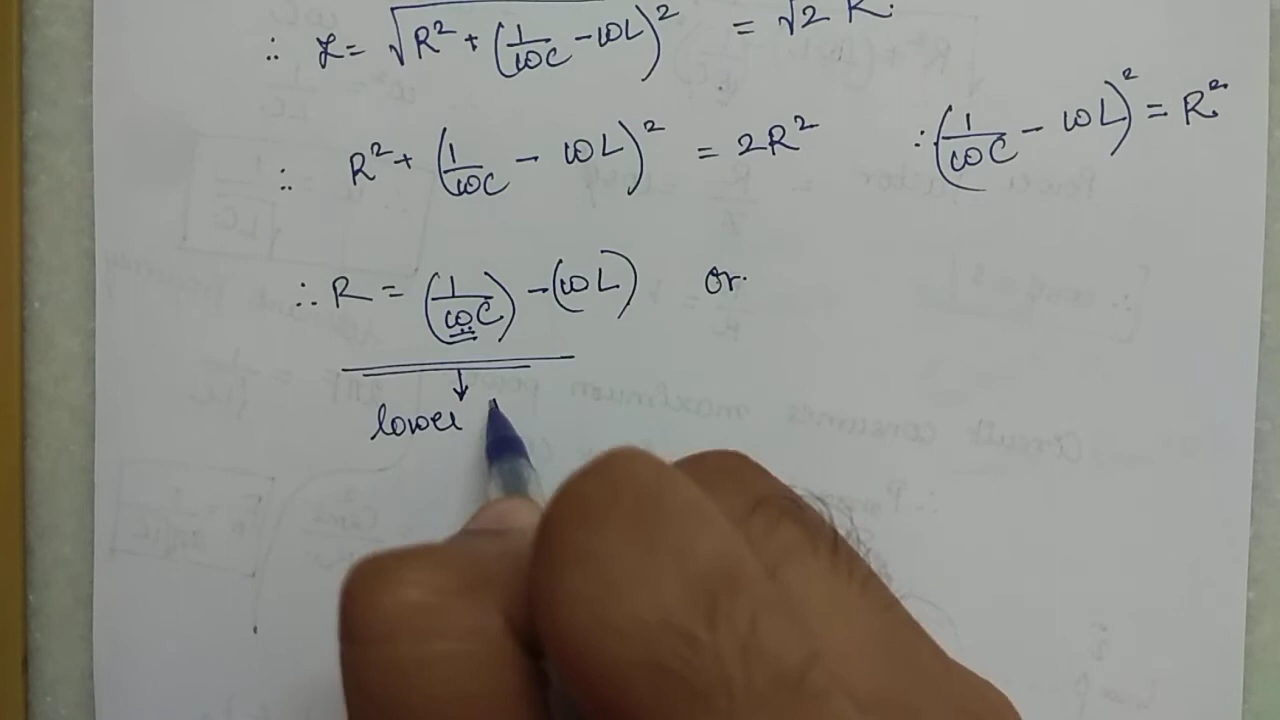 ∴ Z = √R² + (1/ωC - ωL)² = √2 R.
∴ R² + (1/ωC - ωL)² = 2R² ∴ (1/ωC - ωL)² = R²
∴ R = (1/ωC) - (ωL) or.
↓
lower